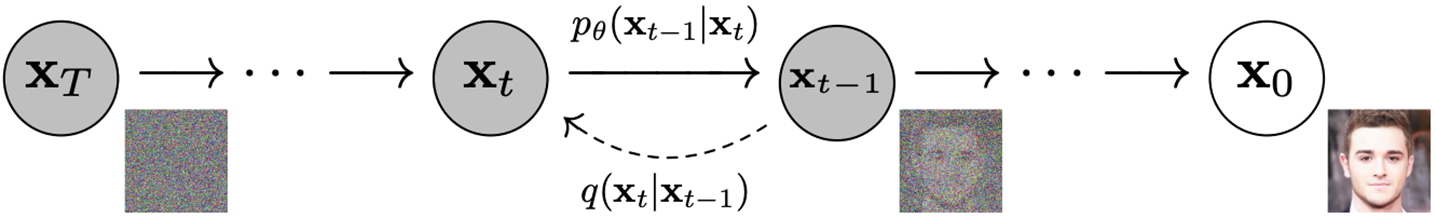 p_θ(x_{t−1}|x_t)
x_T → ··· → x_t → x_{t−1} → ··· → x_0
q(x_t|x_{t−1})